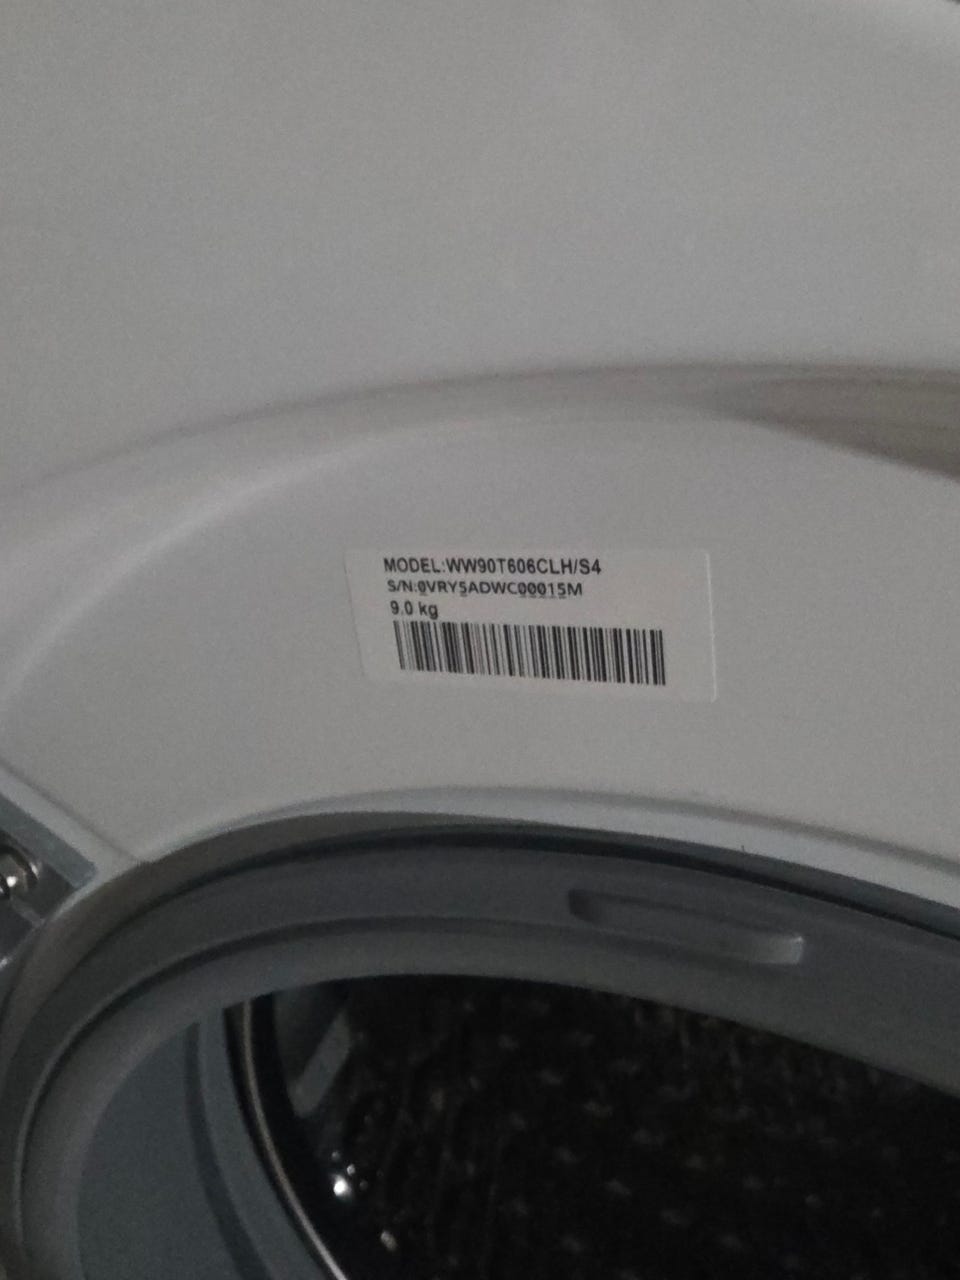 MODEL:WW90T606CLH/S4
S/N:0VRY5ADWC00015M
9.0 kg